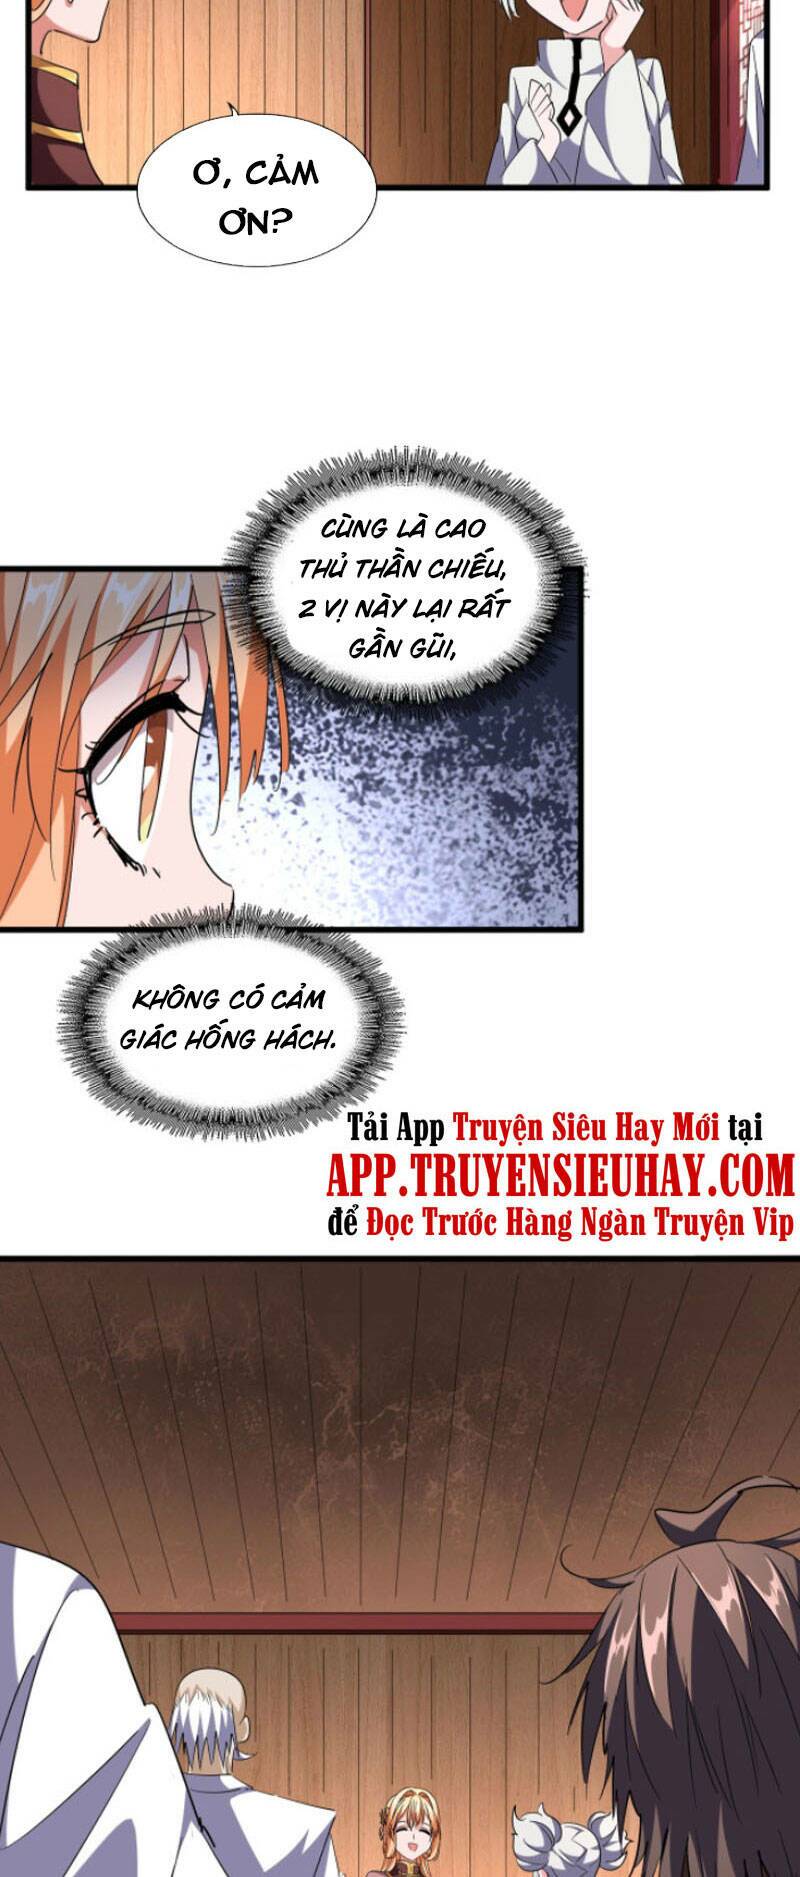 Ơ, CẢM
ƠN?
CÙNG LÀ CAO
THỦ THẦN CHIẾU,
2 VỊ NÀY LẠI RẤT
GẦN GŨI,
KHÔNG CÓ CẢM
GIÁC HỐNG HÁCH.
Tải App Truyện Siêu Hay Mới tại
APP.TRUYENSIEUHAY.COM
để Đọc Trước Hàng Ngàn Truyện Vip